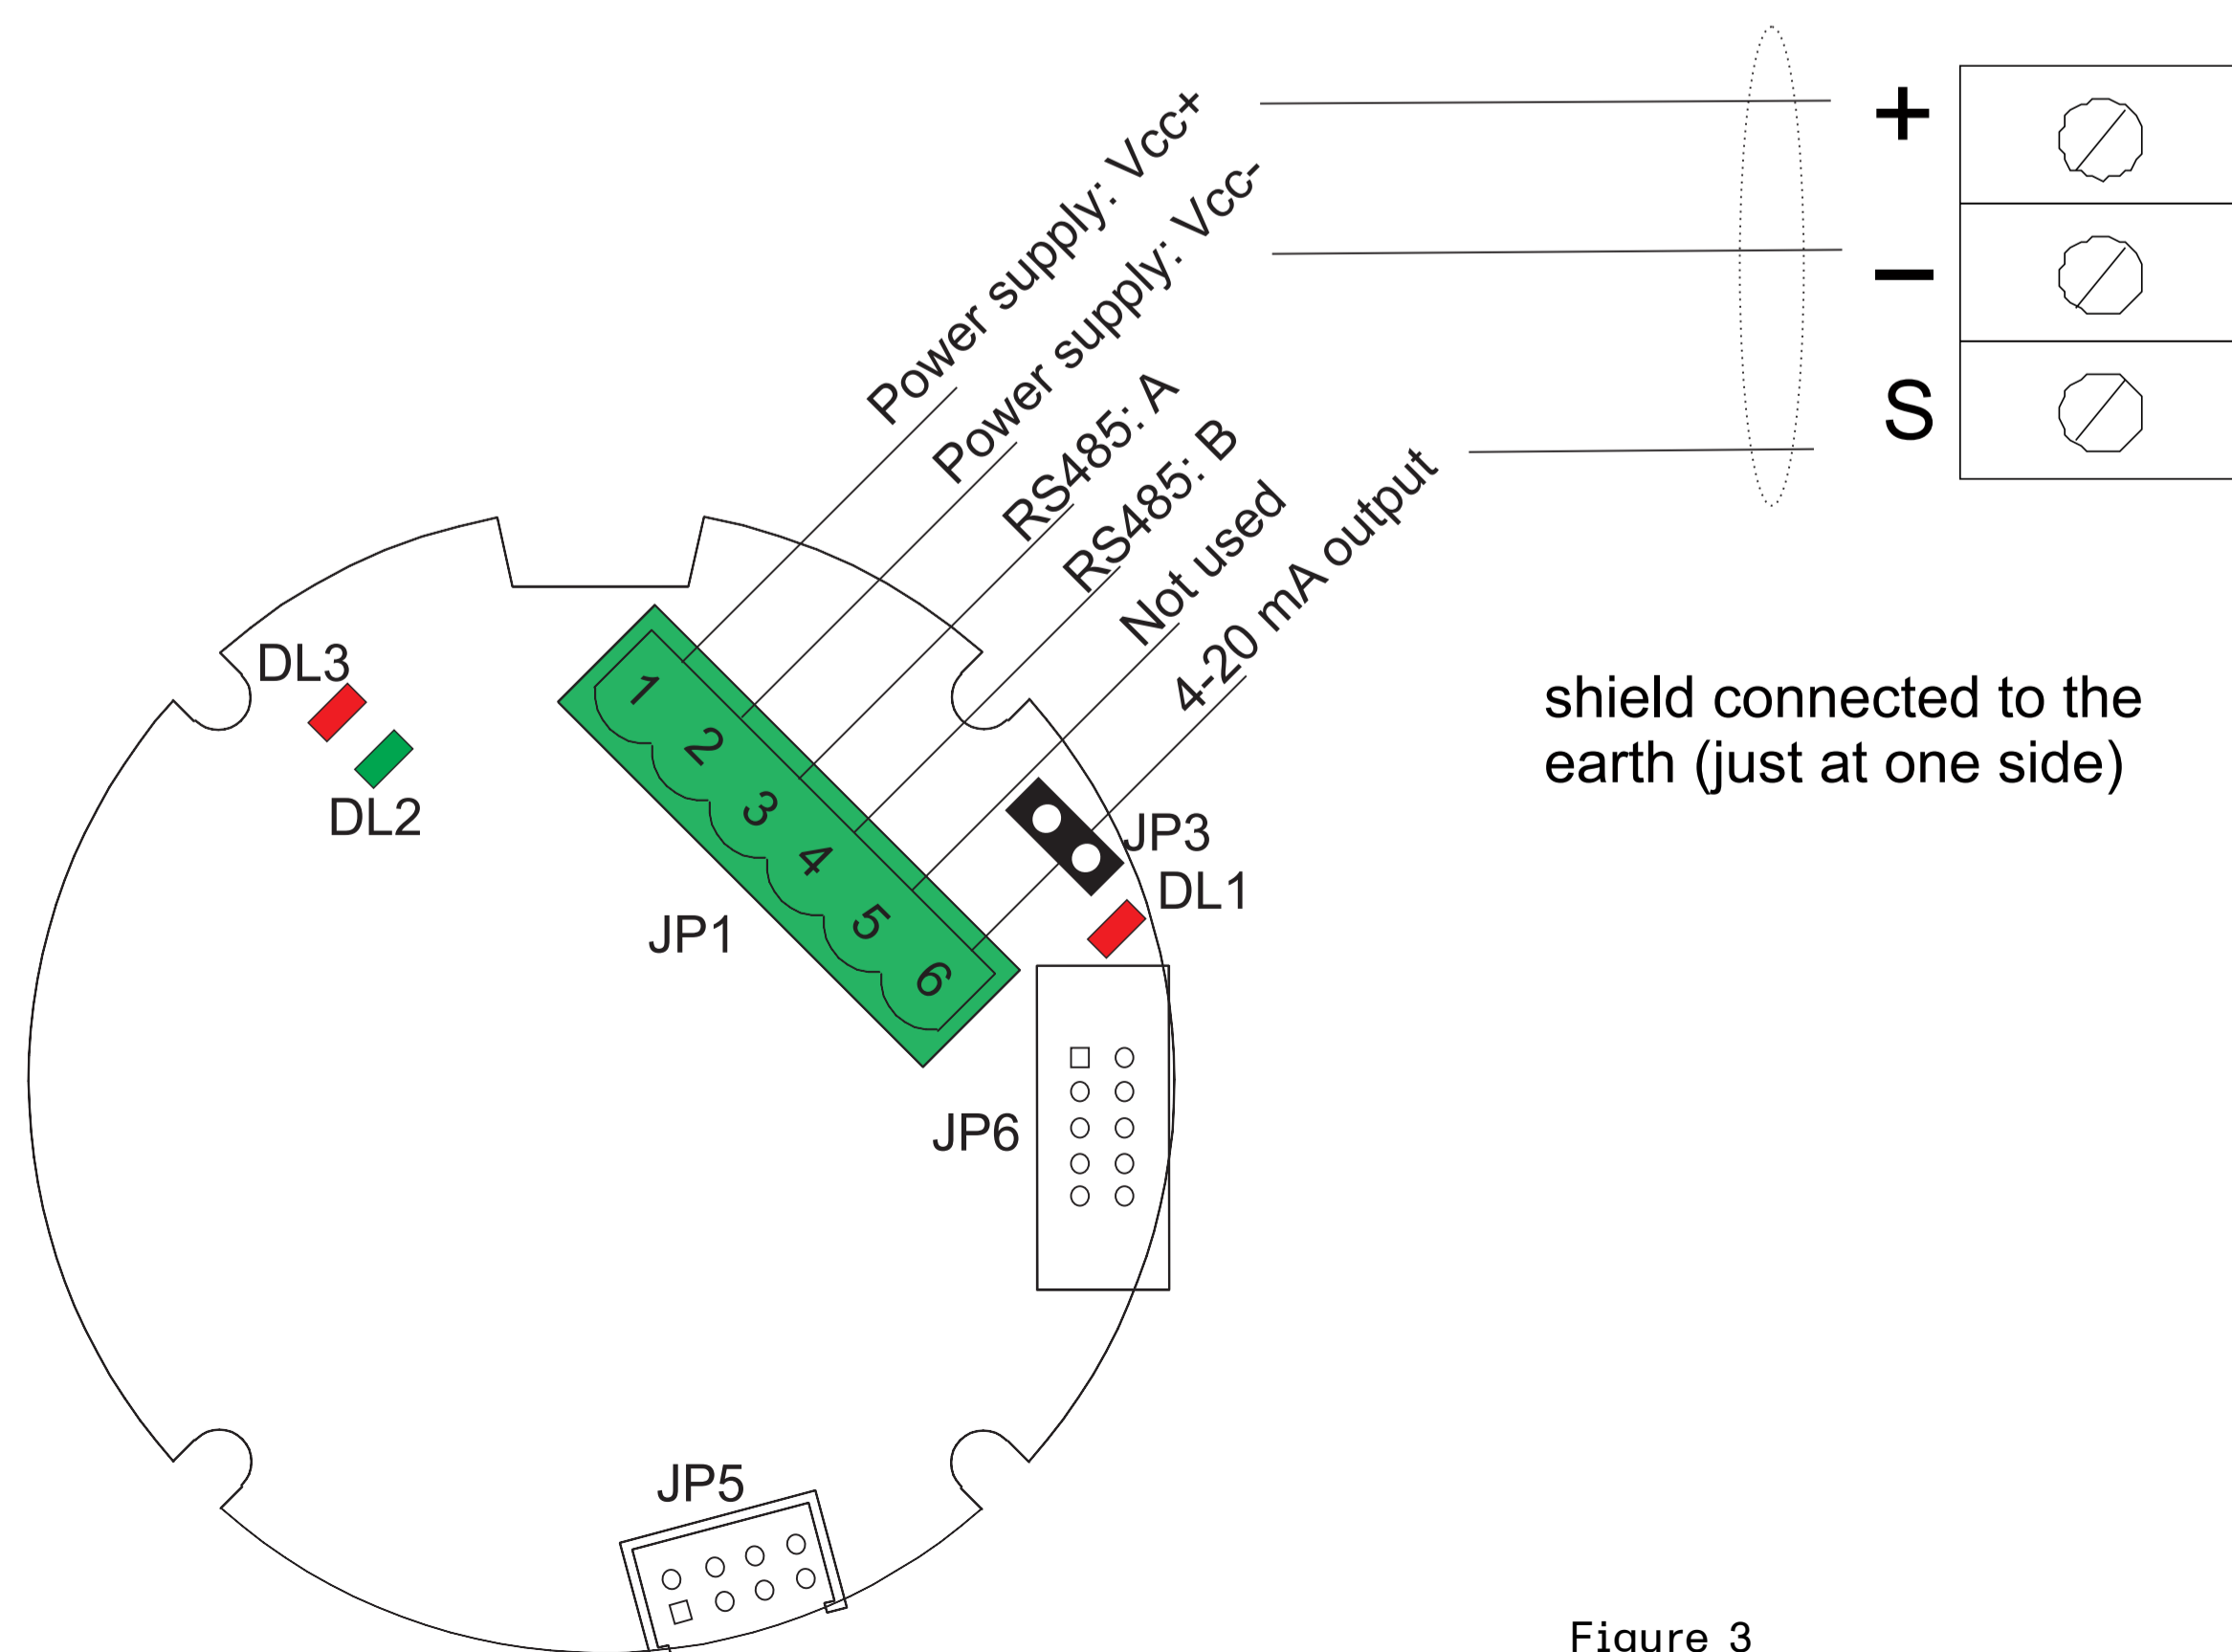 Power supply: Vcc+
Power supply: Vcc-
RS485: A
RS485: B
Not used
4-20 mA output
+
–
S
shield connected to the
earth (just at one side)
DL3
DL2
1
2
3
4
5
6
JP1
JP3
DL1
JP6
JP5
Figure 3